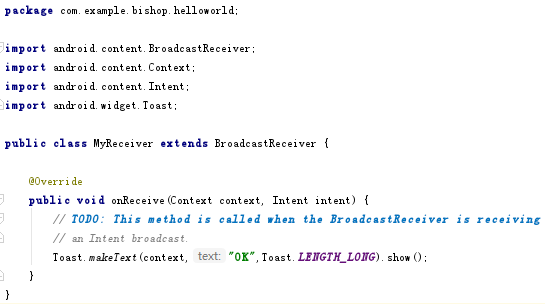 package com.example.bishop.helloworld;
import android.content.BroadcastReceiver;
import android.content.Context;
import android.content.Intent;
import android.widget.Toast;
public class MyReceiver extends BroadcastReceiver {
@Override
public void onReceive(Context context, Intent intent) {
// TODO: This method is called when the BroadcastReceiver is receiving
// an Intent broadcast.
Toast.makeText(context, text: "OK",Toast.LENGTH_LONG).show();
}
}